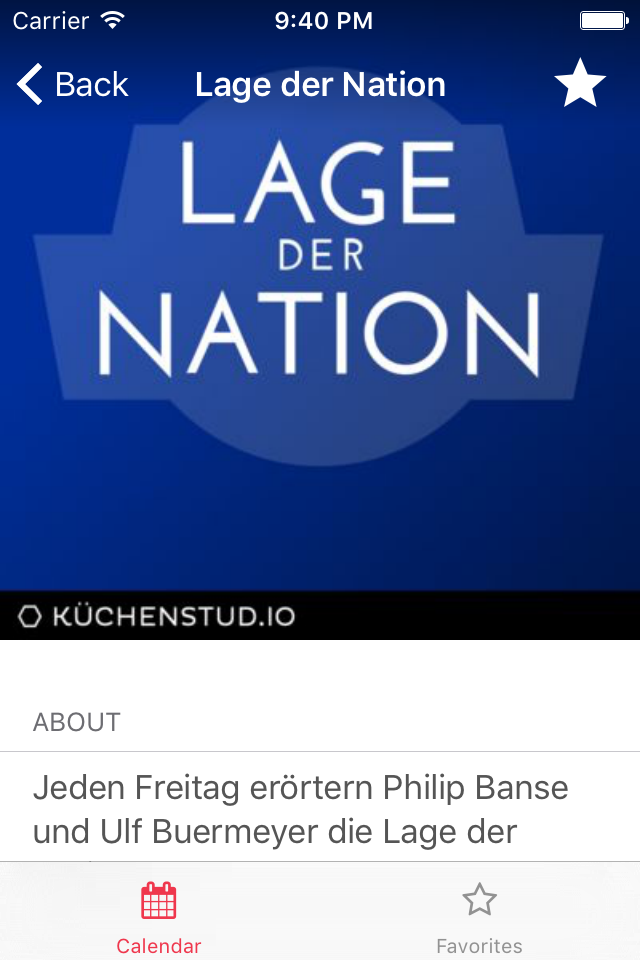 Carrier 9:40 PM
Back Lage der Nation
LAGE
DER
NATION
KÜCHENSTUD.IO
ABOUT
Jeden Freitag erörtern Philip Banse
und Ulf Buermeyer die Lage der
Calendar Favorites